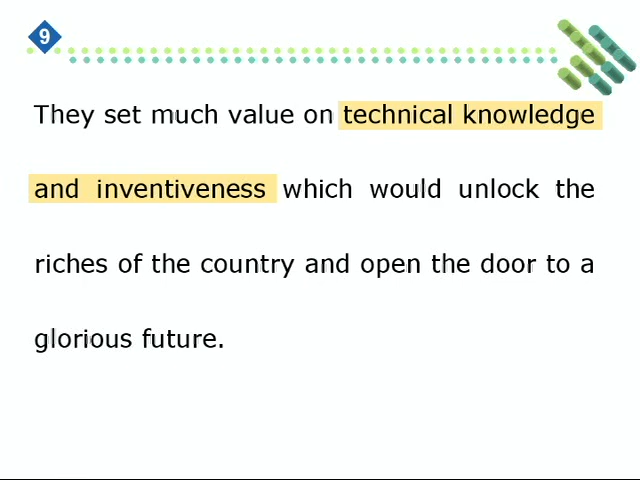 9
They set much value on technical knowledge
and inventiveness which would unlock the
riches of the country and open the door to a
glorious future.